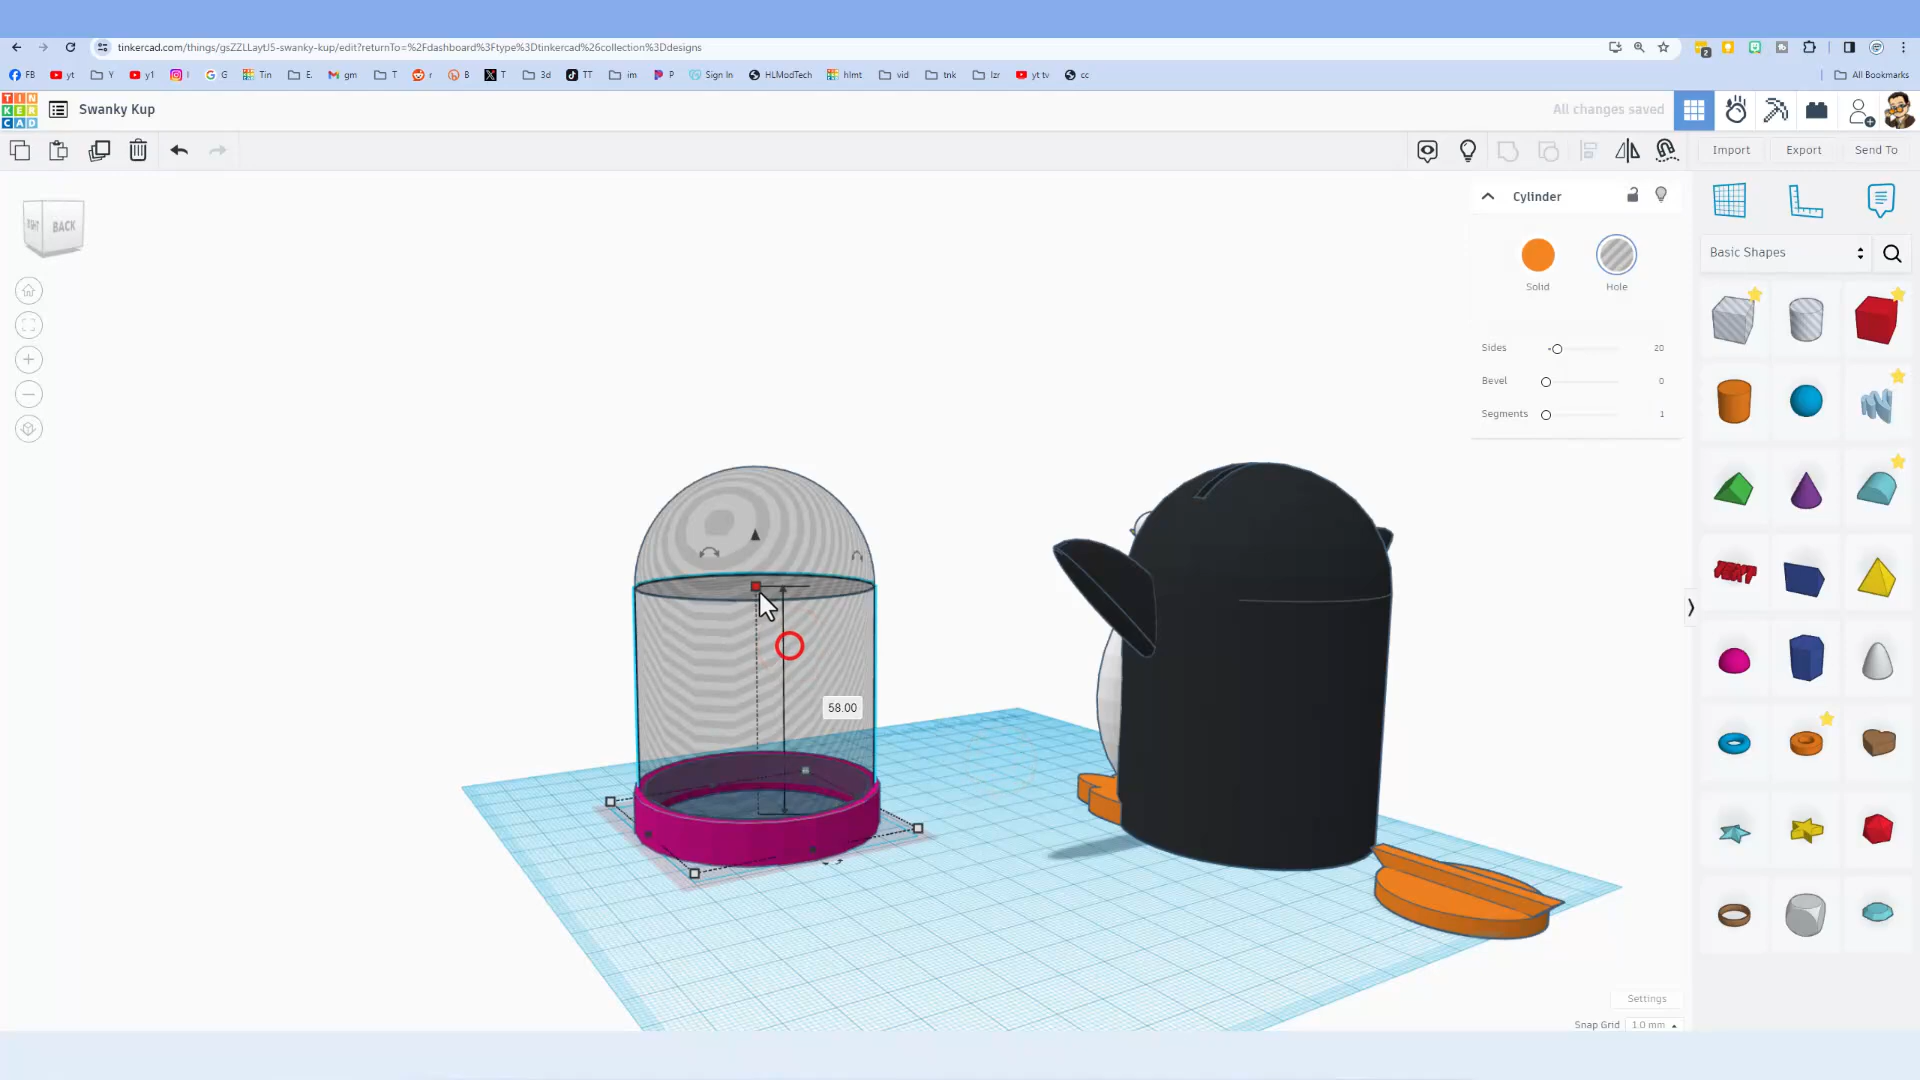 tinkercad.com/things/gsZZLLaytJ5-swanky-kup/edit?returnTo=%2Fdashboard%3Ftype%3Dtinkercad%26collection%3Ddesigns
FB yt Y y1 I G Tin E. gm T r B T 3d TT im P Sign In HLModTech hlmt vid tnk lzr yt tv cc All Bookmarks
TIN
KER
CAD
Swanky Kup
All changes saved
Import Export Send To
BACK
Cylinder
Solid Hole
Basic Shapes
Sides 20
Bevel 0
Segments 1
TEXT
58.00
Settings
Snap Grid 1.0 mm